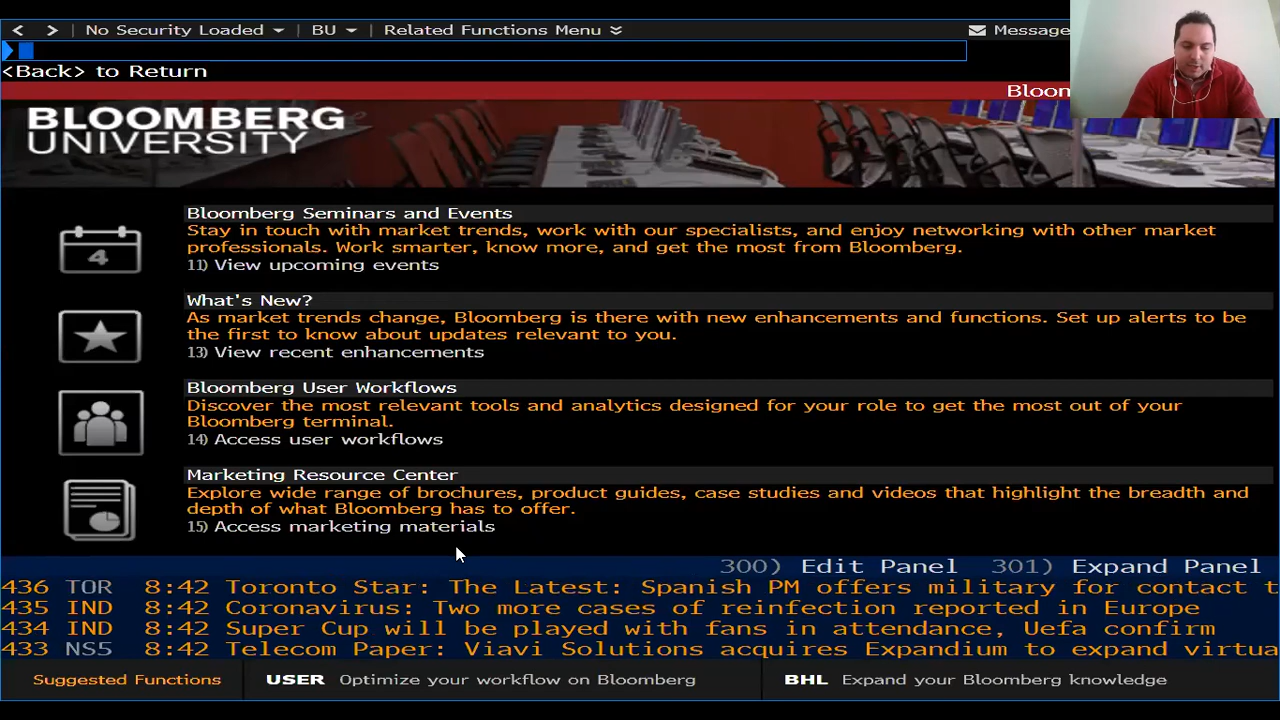 < > No Security Loaded BU Related Functions Menu Message
<Back> to Return
Bloom
BLOOMBERG
UNIVERSITY
Bloomberg Seminars and Events
Stay in touch with market trends, work with our specialists, and enjoy networking with other market
professionals. Work smarter, know more, and get the most from Bloomberg.
11) View upcoming events
4
What's New?
As market trends change, Bloomberg is there with new enhancements and functions. Set up alerts to be
the first to know about updates relevant to you.
13) View recent enhancements
Bloomberg User Workflows
Discover the most relevant tools and analytics designed for your role to get the most out of your
Bloomberg terminal.
14) Access user workflows
Marketing Resource Center
Explore wide range of brochures, product guides, case studies and videos that highlight the breadth and
depth of what Bloomberg has to offer.
15) Access marketing materials
300) Edit Panel 301) Expand Panel
436 TOR 8:42 Toronto Star: The Latest: Spanish PM offers military for contact t
435 IND 8:42 Coronavirus: Two more cases of reinfection reported in Europe
434 IND 8:42 Super Cup will be played with fans in attendance, Uefa confirm
433 NS5 8:42 Telecom Paper: Viavi Solutions acquires Expandium to expand virtua
Suggested Functions USER Optimize your workflow on Bloomberg BHL Expand your Bloomberg knowledge